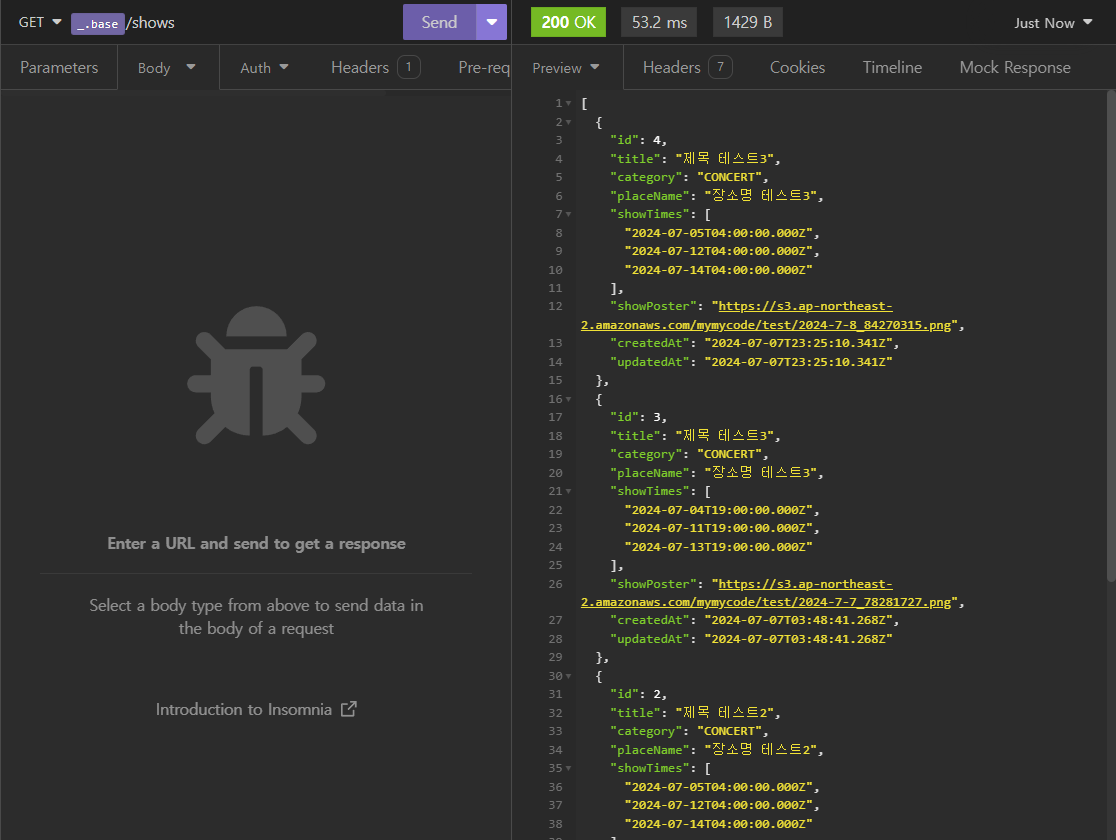 GET _.base/shows
Send
200 OK
53.2 ms
1429 B
Just Now
Parameters
Body
Auth
Headers 1
Pre-req
Preview
Headers 7
Cookies
Timeline
Mock Response
Enter a URL and send to get a response
Select a body type from above to send data in
the body of a request
Introduction to Insomnia
1 [
2 {
3 "id": 4,
4 "title": "제목 테스트3",
5 "category": "CONCERT",
6 "placeName": "장소명 테스트3",
7 "showTimes": [
8 "2024-07-05T04:00:00.000Z",
9 "2024-07-12T04:00:00.000Z",
10 "2024-07-14T04:00:00.000Z"
11 ],
12 "showPoster": "https://s3.ap-northeast-
2.amazonaws.com/mymycode/test/2024-7-8_84270315.png",
13 "createdAt": "2024-07-07T23:25:10.341Z",
14 "updatedAt": "2024-07-07T23:25:10.341Z"
15 },
16 {
17 "id": 3,
18 "title": "제목 테스트3",
19 "category": "CONCERT",
20 "placeName": "장소명 테스트3",
21 "showTimes": [
22 "2024-07-04T19:00:00.000Z",
23 "2024-07-11T19:00:00.000Z",
24 "2024-07-13T19:00:00.000Z"
25 ],
26 "showPoster": "https://s3.ap-northeast-
2.amazonaws.com/mymycode/test/2024-7-7_78281727.png",
27 "createdAt": "2024-07-07T03:48:41.268Z",
28 "updatedAt": "2024-07-07T03:48:41.268Z"
29 },
30 {
31 "id": 2,
32 "title": "제목 테스트2",
33 "category": "CONCERT",
34 "placeName": "장소명 테스트2",
35 "showTimes": [
36 "2024-07-05T04:00:00.000Z",
37 "2024-07-12T04:00:00.000Z",
38 "2024-07-14T04:00:00.000Z"